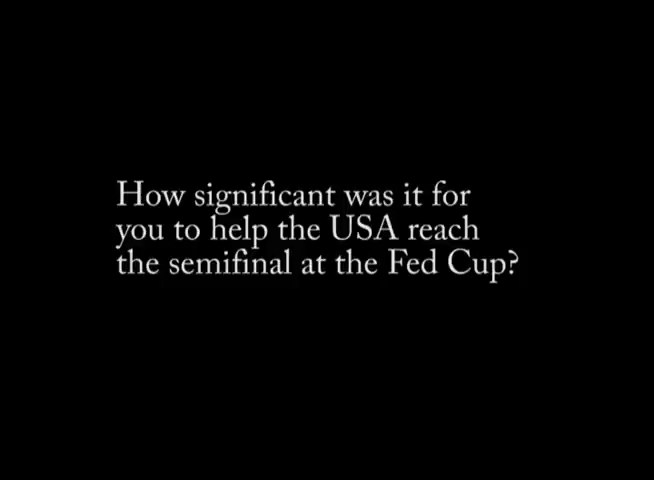 How significant was it for
you to help the USA reach
the semifinal at the Fed Cup?